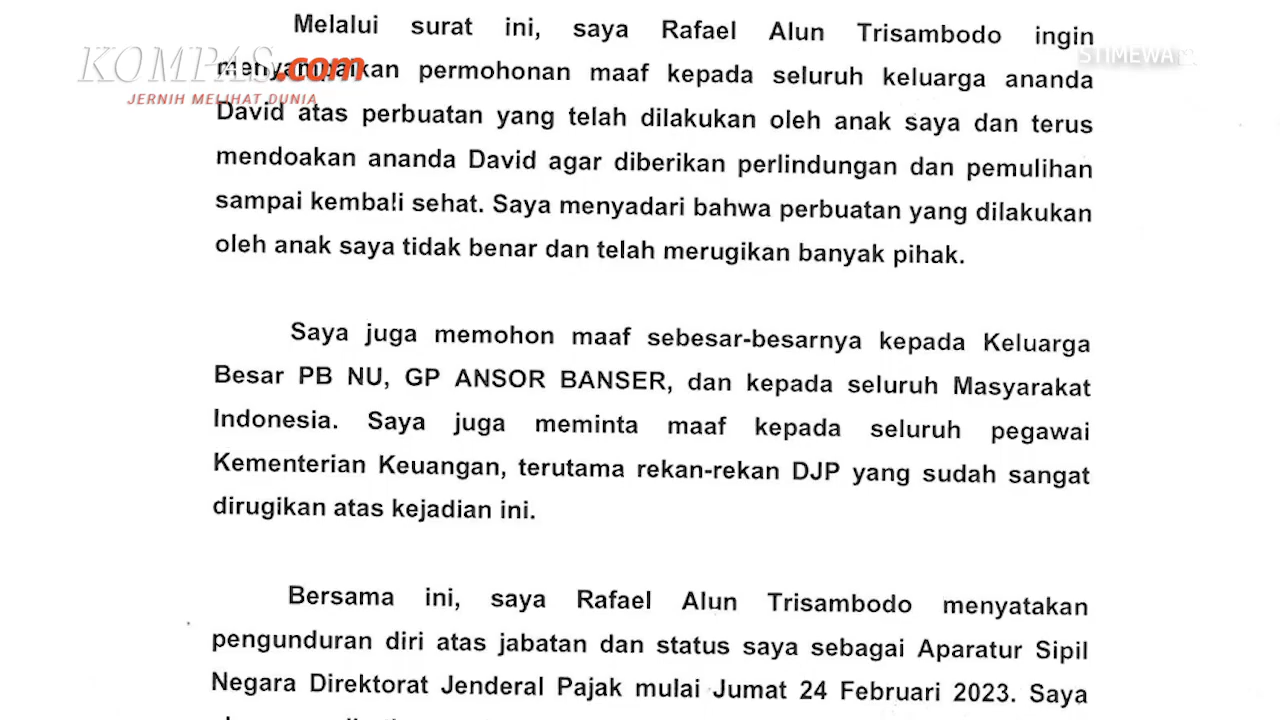 Melalui surat ini, saya Rafael Alun Trisambodo ingin
KOMPAS.com
menyampaikan permohonan maaf kepada seluruh keluarga ananda
JERNIH MELIHAT DUNIA
David atas perbuatan yang telah dilakukan oleh anak saya dan terus
mendoakan ananda David agar diberikan perlindungan dan pemulihan
sampai kembali sehat. Saya menyadari bahwa perbuatan yang dilakukan
oleh anak saya tidak benar dan telah merugikan banyak pihak.
Saya juga memohon maaf sebesar-besarnya kepada Keluarga
Besar PB NU, GP ANSOR BANSER, dan kepada seluruh Masyarakat
Indonesia. Saya juga meminta maaf kepada seluruh pegawai
Kementerian Keuangan, terutama rekan-rekan DJP yang sudah sangat
dirugikan atas kejadian ini.
Bersama ini, saya Rafael Alun Trisambodo menyatakan
pengunduran diri atas jabatan dan status saya sebagai Aparatur Sipil
Negara Direktorat Jenderal Pajak mulai Jumat 24 Februari 2023. Saya